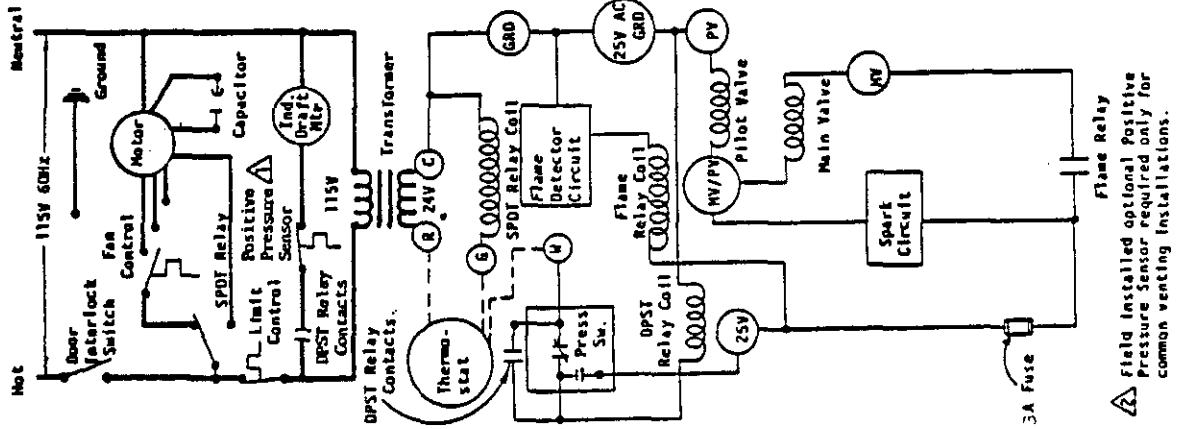 Neutral
Hot
115V 60Hz
Ground
Door
Interlock
Switch
Fan
Control
Motor
Capacitor
SPDT Relay
Limit
Control
Positive
Pressure
Sensor
Ind.
Draft
Mtr
DPST Relay
Contacts
115V
Transformer
24V
R
C
DPST Relay
Contacts.
Thermo-
stat
G
SPDT Relay Coil
GRD
W
Press
Sw.
Flame
Detector
Circuit
25V AC
GRD
DPST
Relay Coil
Flame
Relay Coil
PV
25V
MV/PV
Pilot Valve
Main Valve
MV
Spark
Circuit
3A Fuse
Flame Relay
2 Field Installed optional Positive
Pressure Sensor required only for
common venting Installations.